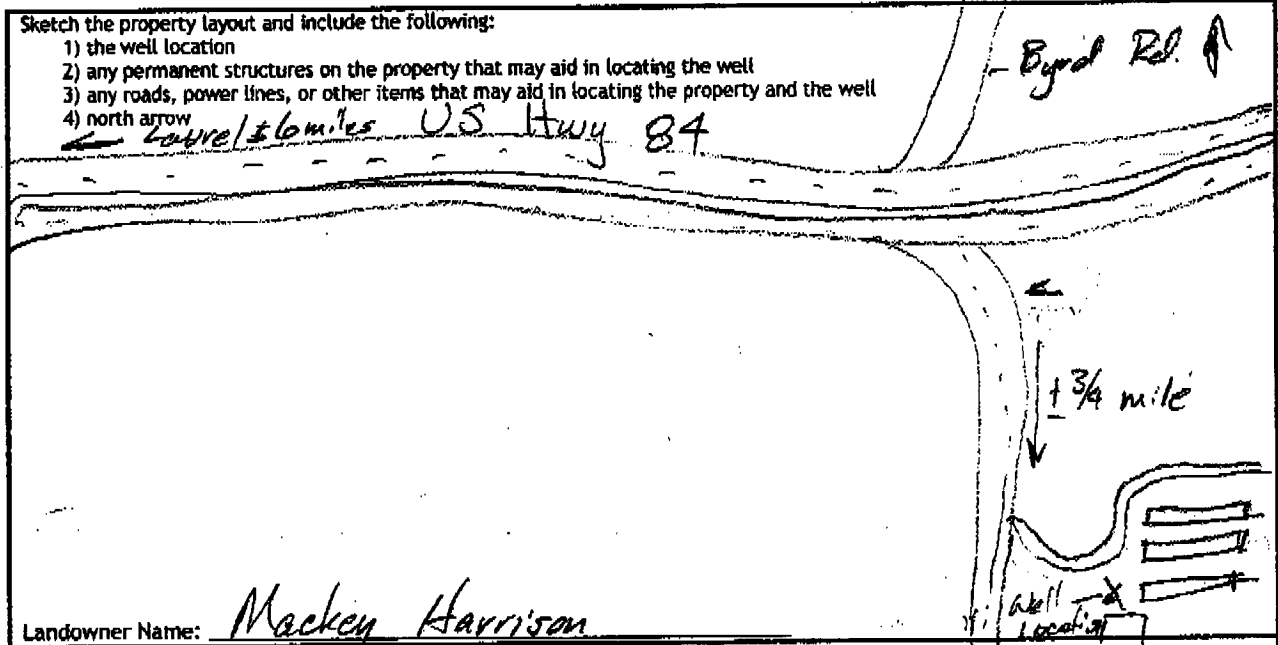 Sketch the property layout and include the following:
1) the well location
2) any permanent structures on the property that may aid in locating the well
3) any roads, power lines, or other items that may aid in locating the property and the well
4) north arrow
Laurel ± 6 miles US Hwy 84
Byrd Rd.
± 3/4 mile
Well Location
Landowner Name: Mackey Harrison